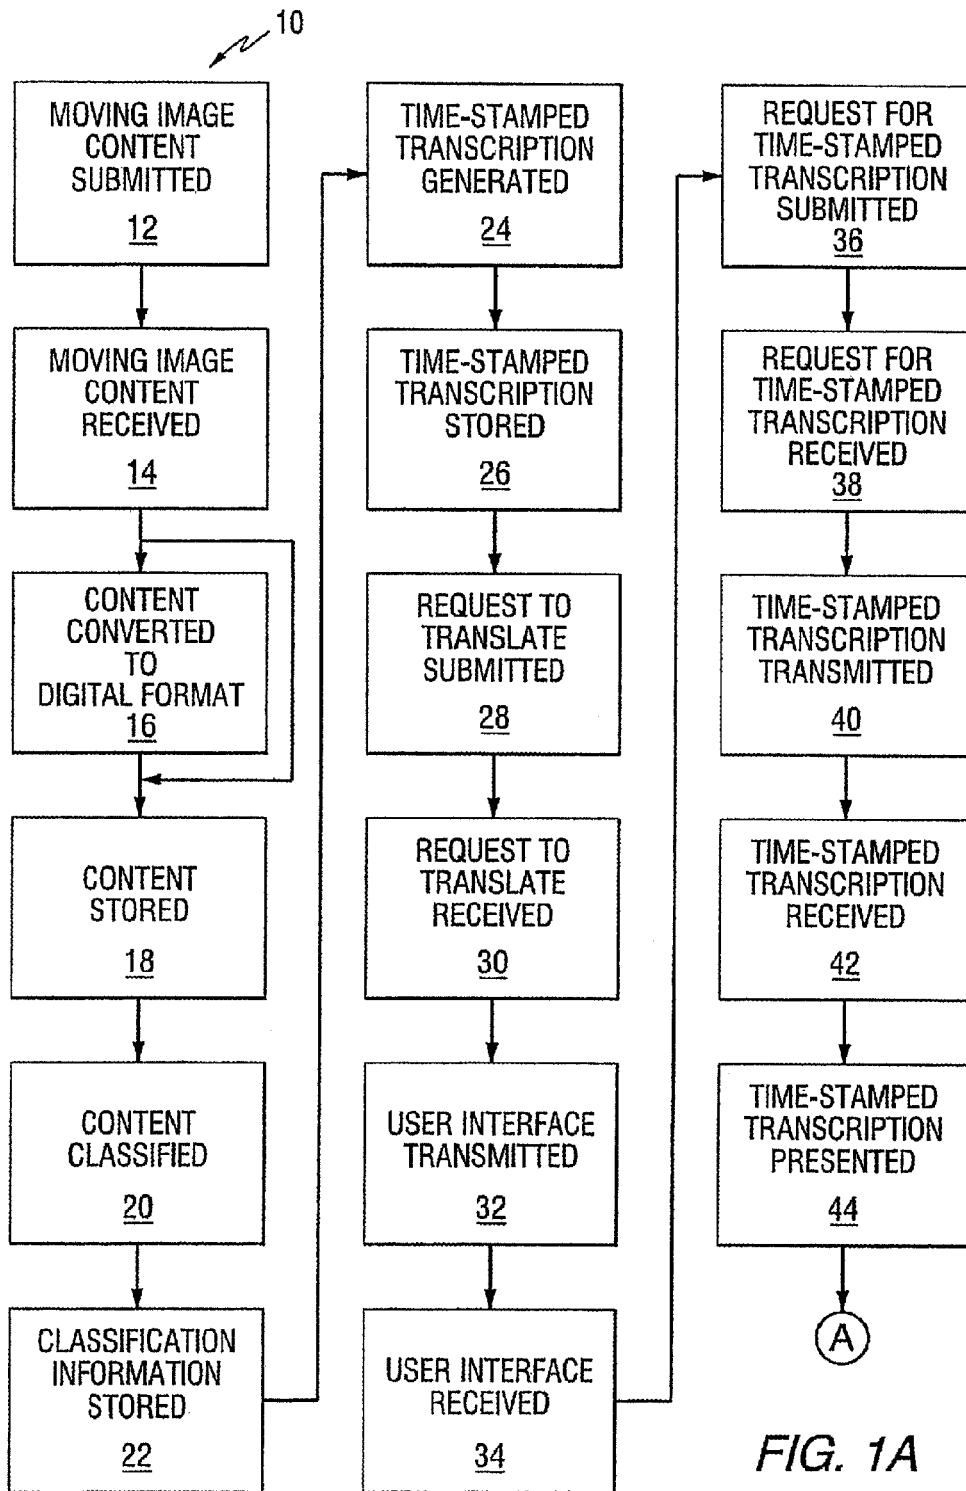 10
MOVING IMAGE
CONTENT
SUBMITTED
12
MOVING IMAGE
CONTENT
RECEIVED
14
CONTENT
CONVERTED
TO
DIGITAL FORMAT
16
CONTENT
STORED
18
CONTENT
CLASSIFIED
20
CLASSIFICATION
INFORMATION
STORED
22
TIME-STAMPED
TRANSCRIPTION
GENERATED
24
TIME-STAMPED
TRANSCRIPTION
STORED
26
REQUEST TO
TRANSLATE
SUBMITTED
28
REQUEST TO
TRANSLATE
RECEIVED
30
USER INTERFACE
TRANSMITTED
32
USER INTERFACE
RECEIVED
34
REQUEST FOR
TIME-STAMPED
TRANSCRIPTION
SUBMITTED
36
REQUEST FOR
TIME-STAMPED
TRANSCRIPTION
RECEIVED
38
TIME-STAMPED
TRANSCRIPTION
TRANSMITTED
40
TIME-STAMPED
TRANSCRIPTION
RECEIVED
42
TIME-STAMPED
TRANSCRIPTION
PRESENTED
44
A
FIG. 1A